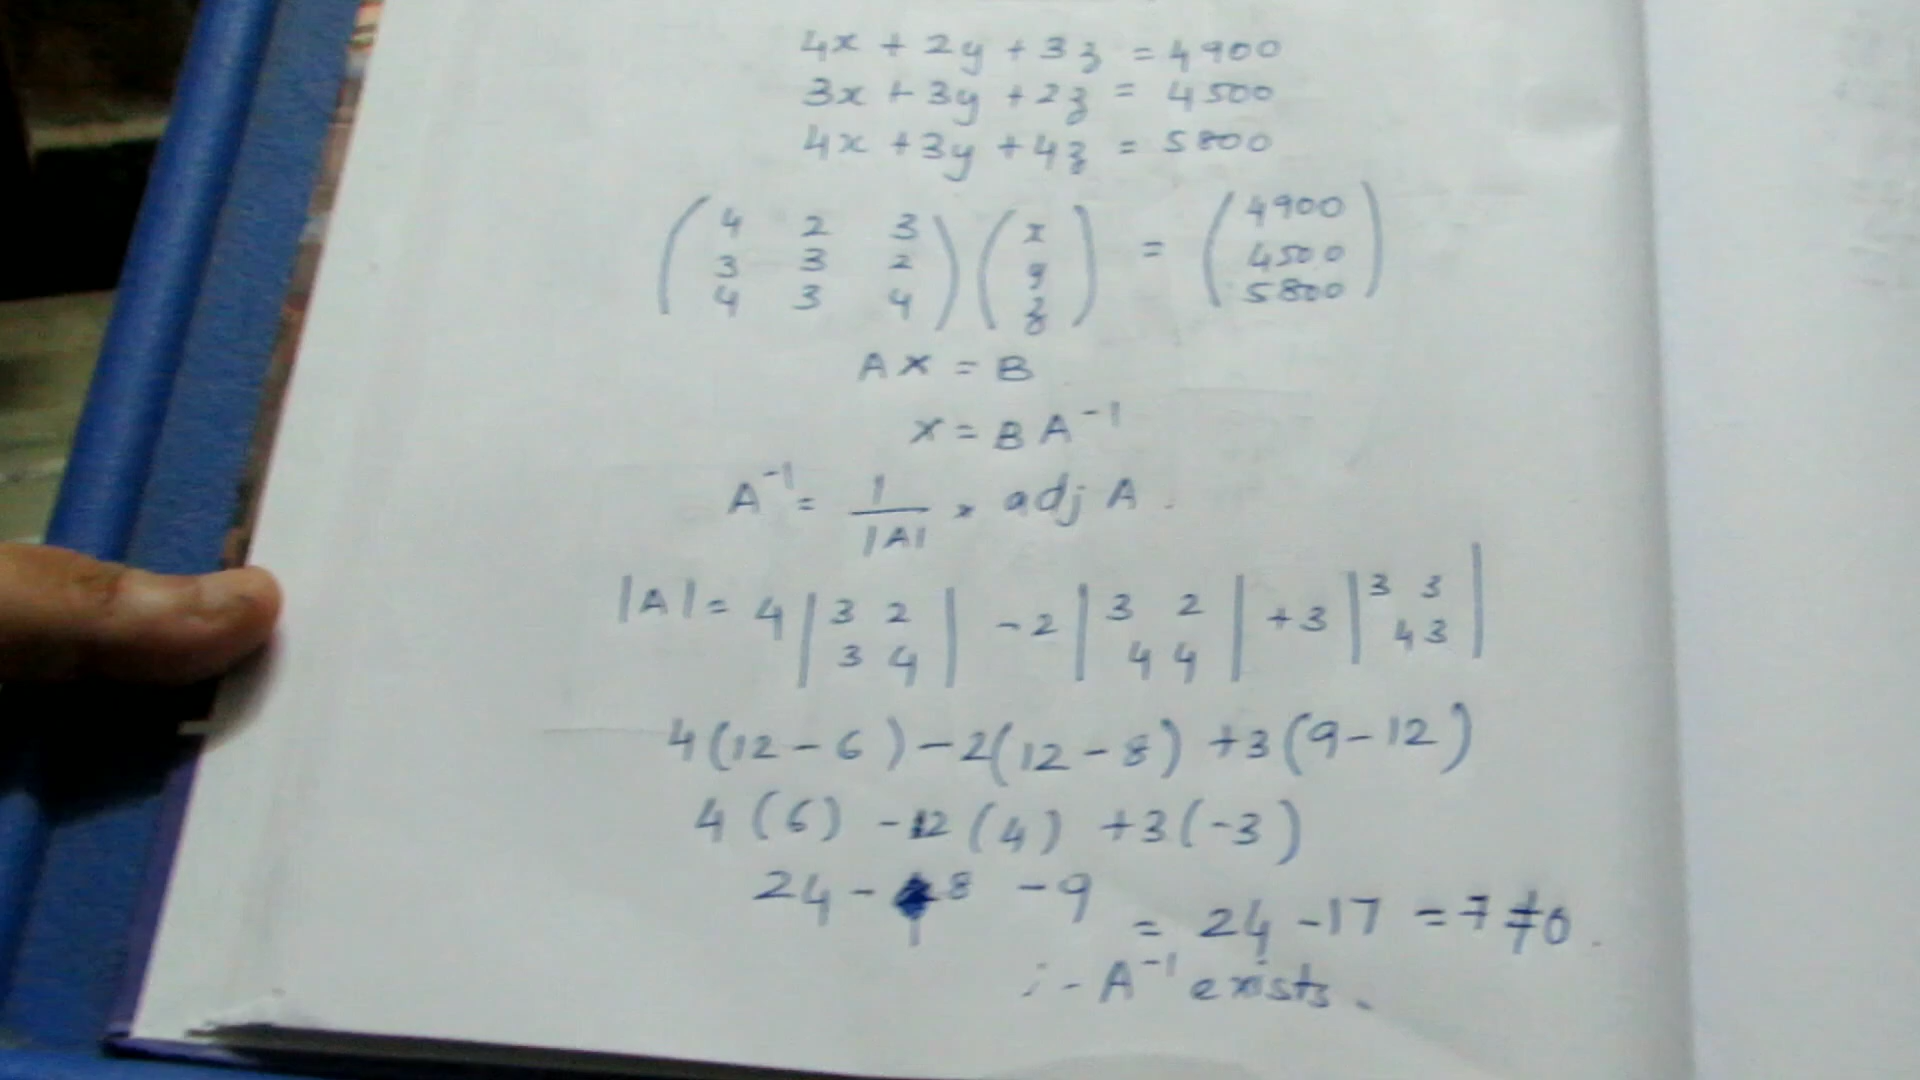 4x + 2y + 3z = 4900
3x + 3y + 2z = 4500
4x + 3y + 4z = 5800
(4 2 3) (x) = (4900)
(3 3 2) (y) (4500)
(4 3 4) (z) (5800)
AX = B
X = BA⁻¹
A⁻¹ = 1/|A| × adj A.
|A| = 4 |3 2| - 2 |3 2| + 3 |3 3|
|3 4| |4 4| |4 3|
4(12 - 6) - 2(12 - 8) + 3(9 - 12)
4(6) - 2(4) + 3(-3)
24 - 8 - 9 = 24 - 17 = 7 ≠ 0.
∴ A⁻¹ exists.